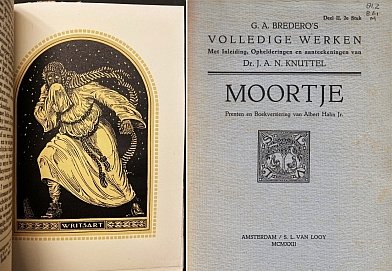 WRITSART
Deel II, 2e Stuk
G. A. BREDERO'S
VOLLEDIGE WERKEN
Met Inleiding, Ophelderingen en aanteekeningen van
Dr. J. A. N. KNUTTEL
MOORTJE
Prenten en Boekversiering van Albert Hahn Jr.
AMSTERDAM / S. L. VAN LOOY
MCMXXII